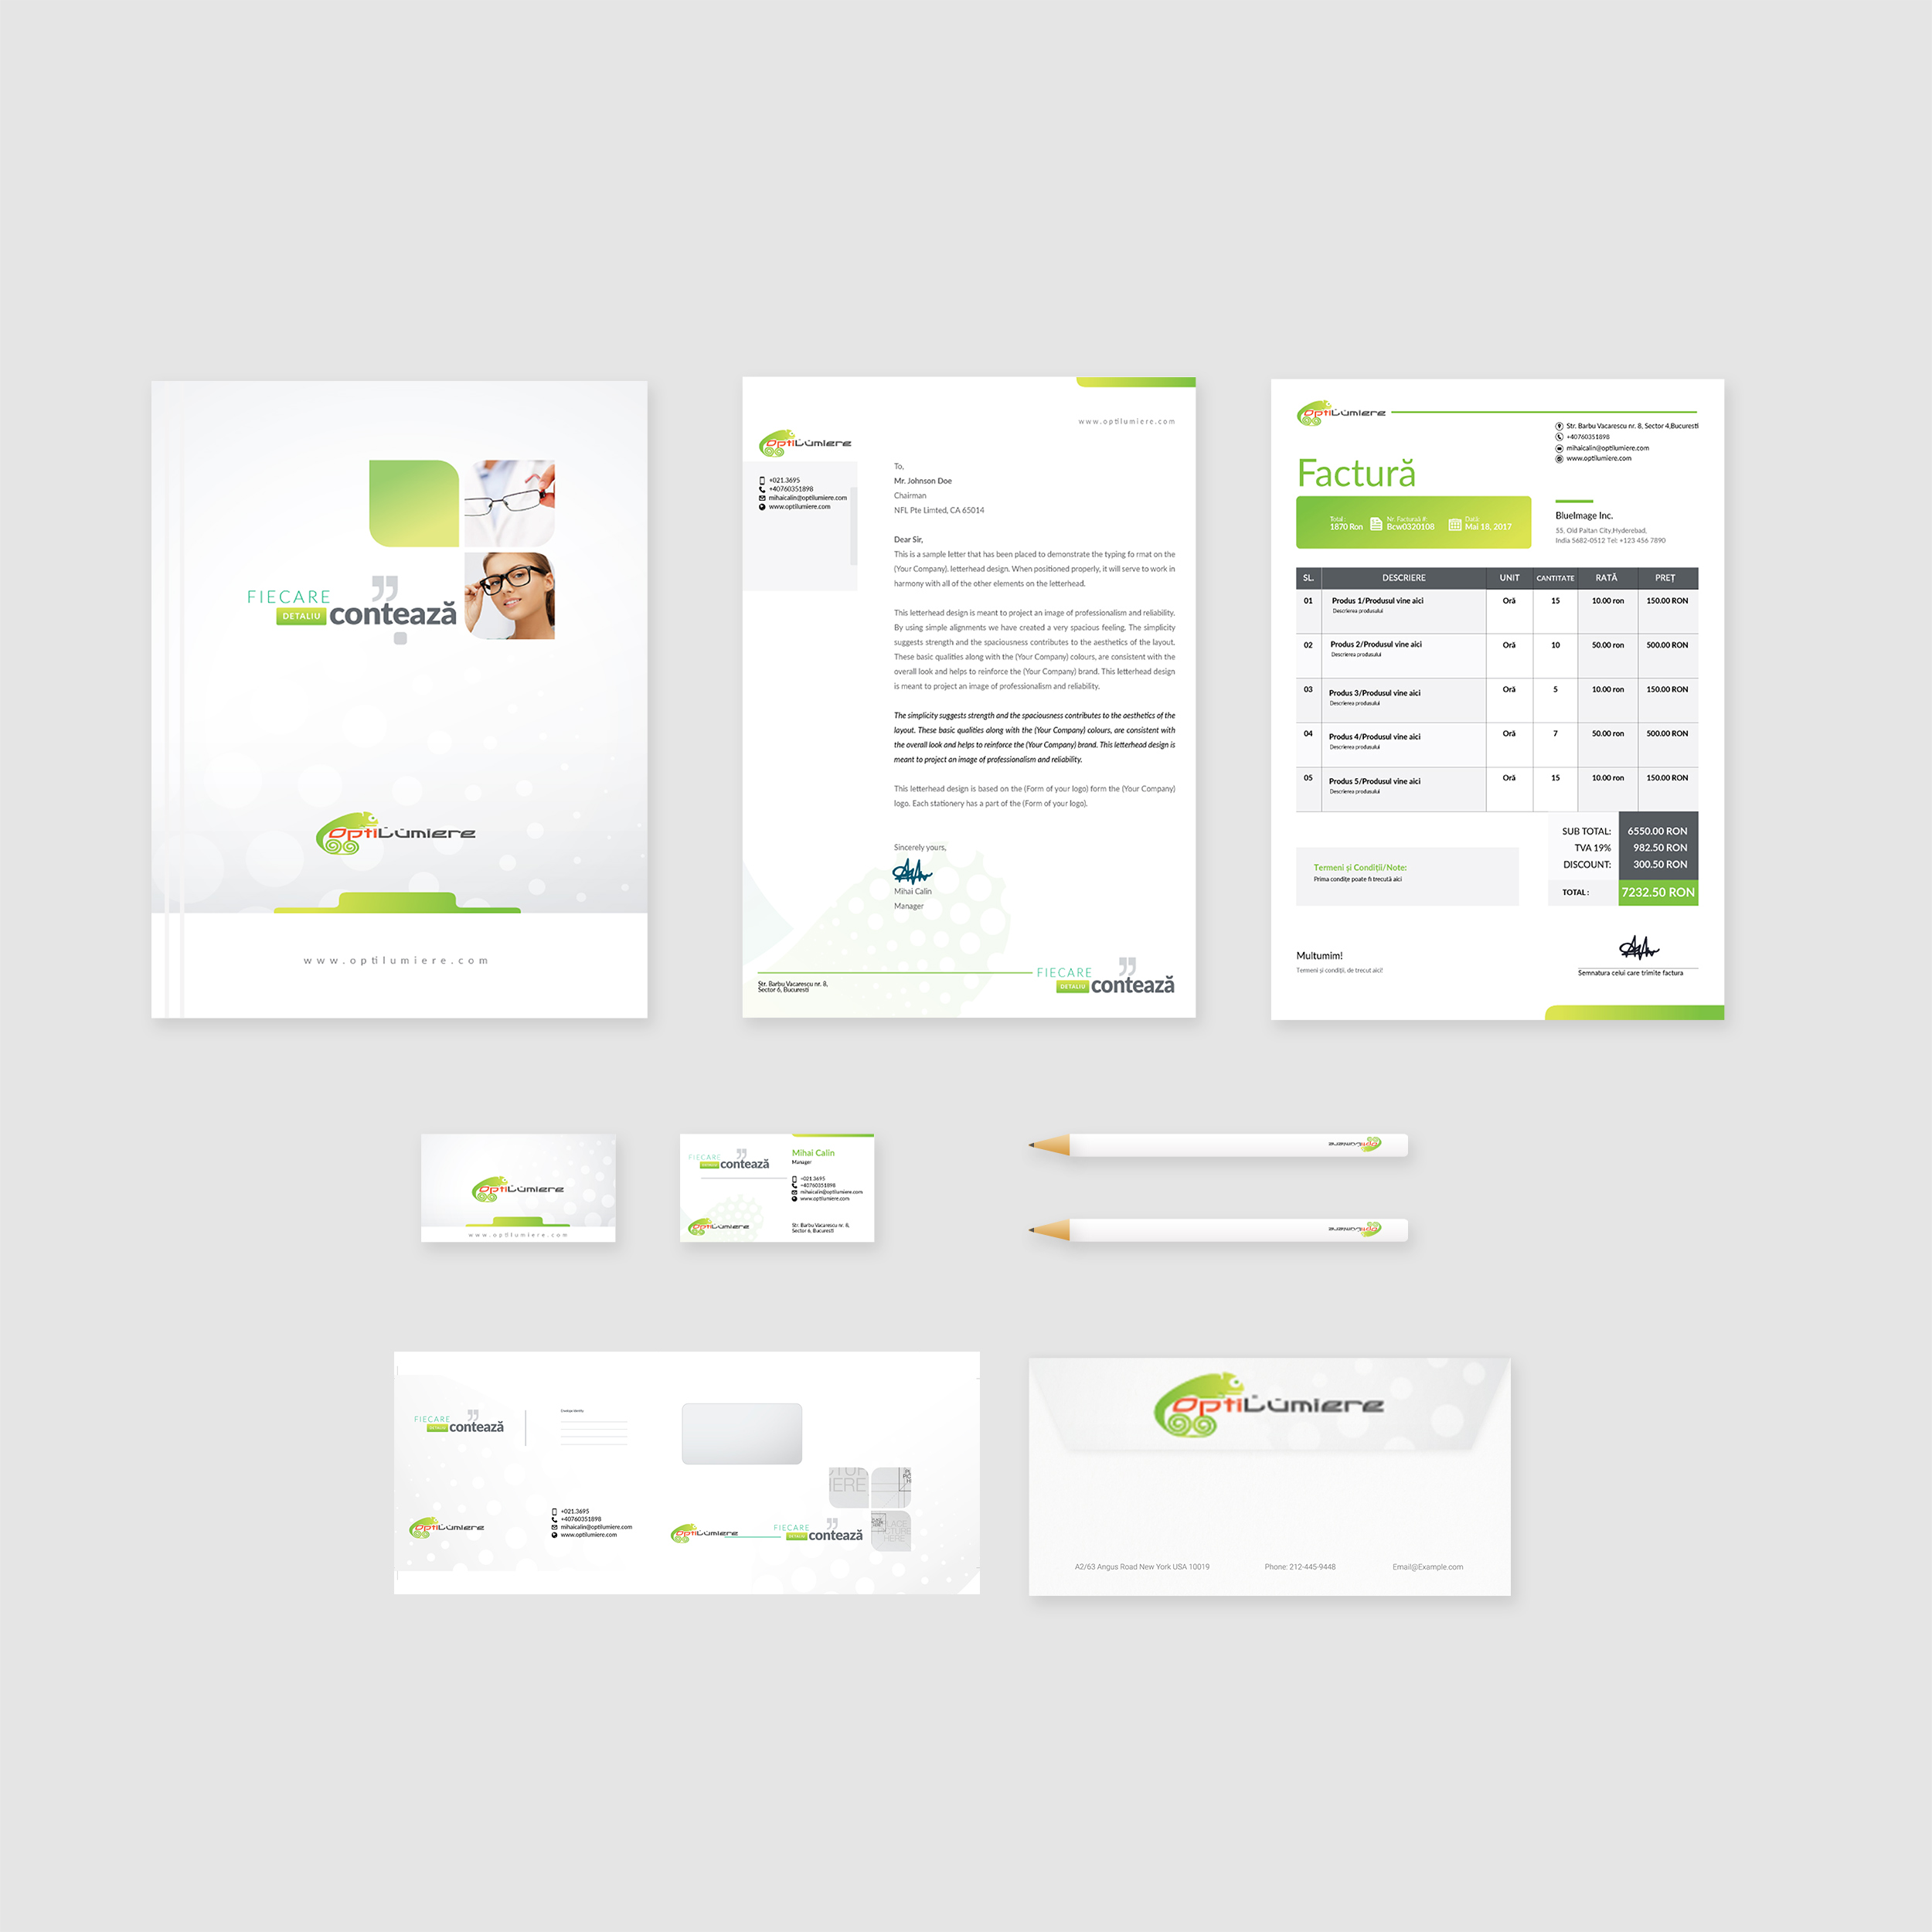 FIECARE
DETALIU contează
OptiLumiere
www.optilumiere.com
www.optilumiere.com
OptiLumiere
+021.3695
+40760351898
mihaicalin@optilumiere.com
www.optilumiere.com
To,
Mr. Johnson Doe
Chairman
NFL Pte Limted, CA 65014
Dear Sir,
This is a sample letter that has been placed to demonstrate the typing fo rmat on the
(Your Company). letterhead design. When positioned properly, it will serve to work in
harmony with all of the other elements on the letterhead.
This letterhead design is meant to project an image of professionalism and reliability.
By using simple alignments we have created a very spacious feeling. The simplicity
suggests strength and the spaciousness contributes to the aesthetics of the layout.
These basic qualities along with the (Your Company) colours, are consistent with the
overall look and helps to reinforce the (Your Company) brand. This letterhead design
is meant to project an image of professionalism and reliability.
The simplicity suggests strength and the spaciousness contributes to the aesthetics of the
layout. These basic qualities along with the (Your Company) colours, are consistent with
the overall look and helps to reinforce the (Your Company) brand. This letterhead design is
meant to project an image of professionalism and reliability.
This letterhead design is based on the (Form of your logo) form the (Your Company)
logo. Each stationery has a part of the (Form of your logo).
Sincerely yours,
Mihai Calin
Manager
Str. Barbu Vacarescu nr. 8,
Sector 6, Bucuresti
FIECARE
DETALIU contează
OptiLumiere
Str. Barbu Vacarescu nr. 8, Sector 4,Bucuresti
+40760351898
mihaicalin@optilumiere.com
www.optilumiere.com
Factură
Total: Nr. Factură #: Dată:
1870 Ron Bcw0320108 Mai 18, 2017
BlueImage Inc.
55, Old Paltan City,Hyderebad,
India 5682-0512 Tel: +123 456 7890
SL. DESCRIERE UNIT CANTITATE RATĂ PREȚ
01 Produs 1/Produsul vine aici Oră 15 10.00 ron 150.00 RON
Descrierea produsului
02 Produs 2/Produsul vine aici Oră 10 50.00 ron 500.00 RON
Descrierea produsului
03 Produs 3/Produsul vine aici Oră 5 10.00 ron 150.00 RON
Descrierea produsului
04 Produs 4/Produsul vine aici Oră 7 50.00 ron 500.00 RON
Descrierea produsului
05 Produs 5/Produsul vine aici Oră 15 10.00 ron 150.00 RON
Descrierea produsului
SUB TOTAL: 6550.00 RON
TVA 19% 982.50 RON
DISCOUNT: 300.50 RON
TOTAL : 7232.50 RON
Termeni și Condiții/Note:
Prima condițe poate fi trecută aici
Multumim!
Termeni și condiții, de trecut aici!
Semnatura celui care trimite factura
OptiLumiere
www.optilumiere.com
FIECARE
DETALIU contează
OptiLumiere
Mihai Calin
Manager
+021.3695
+40760351898
mihaicalin@optilumiere.com
www.optilumiere.com
Str. Barbu Vacarescu nr. 8,
Sector 6, Bucuresti
OptiLumiere
OptiLumiere
FIECARE
DETALIU contează
OptiLumiere
+021.3695
+40760351898
mihaicalin@optilumiere.com
www.optilumiere.com
OptiLumiere
FIECARE
DETALIU contează
OptiLumiere
A2/63 Angus Road New York USA 10019 Phone: 212-445-9448 Email@Example.com